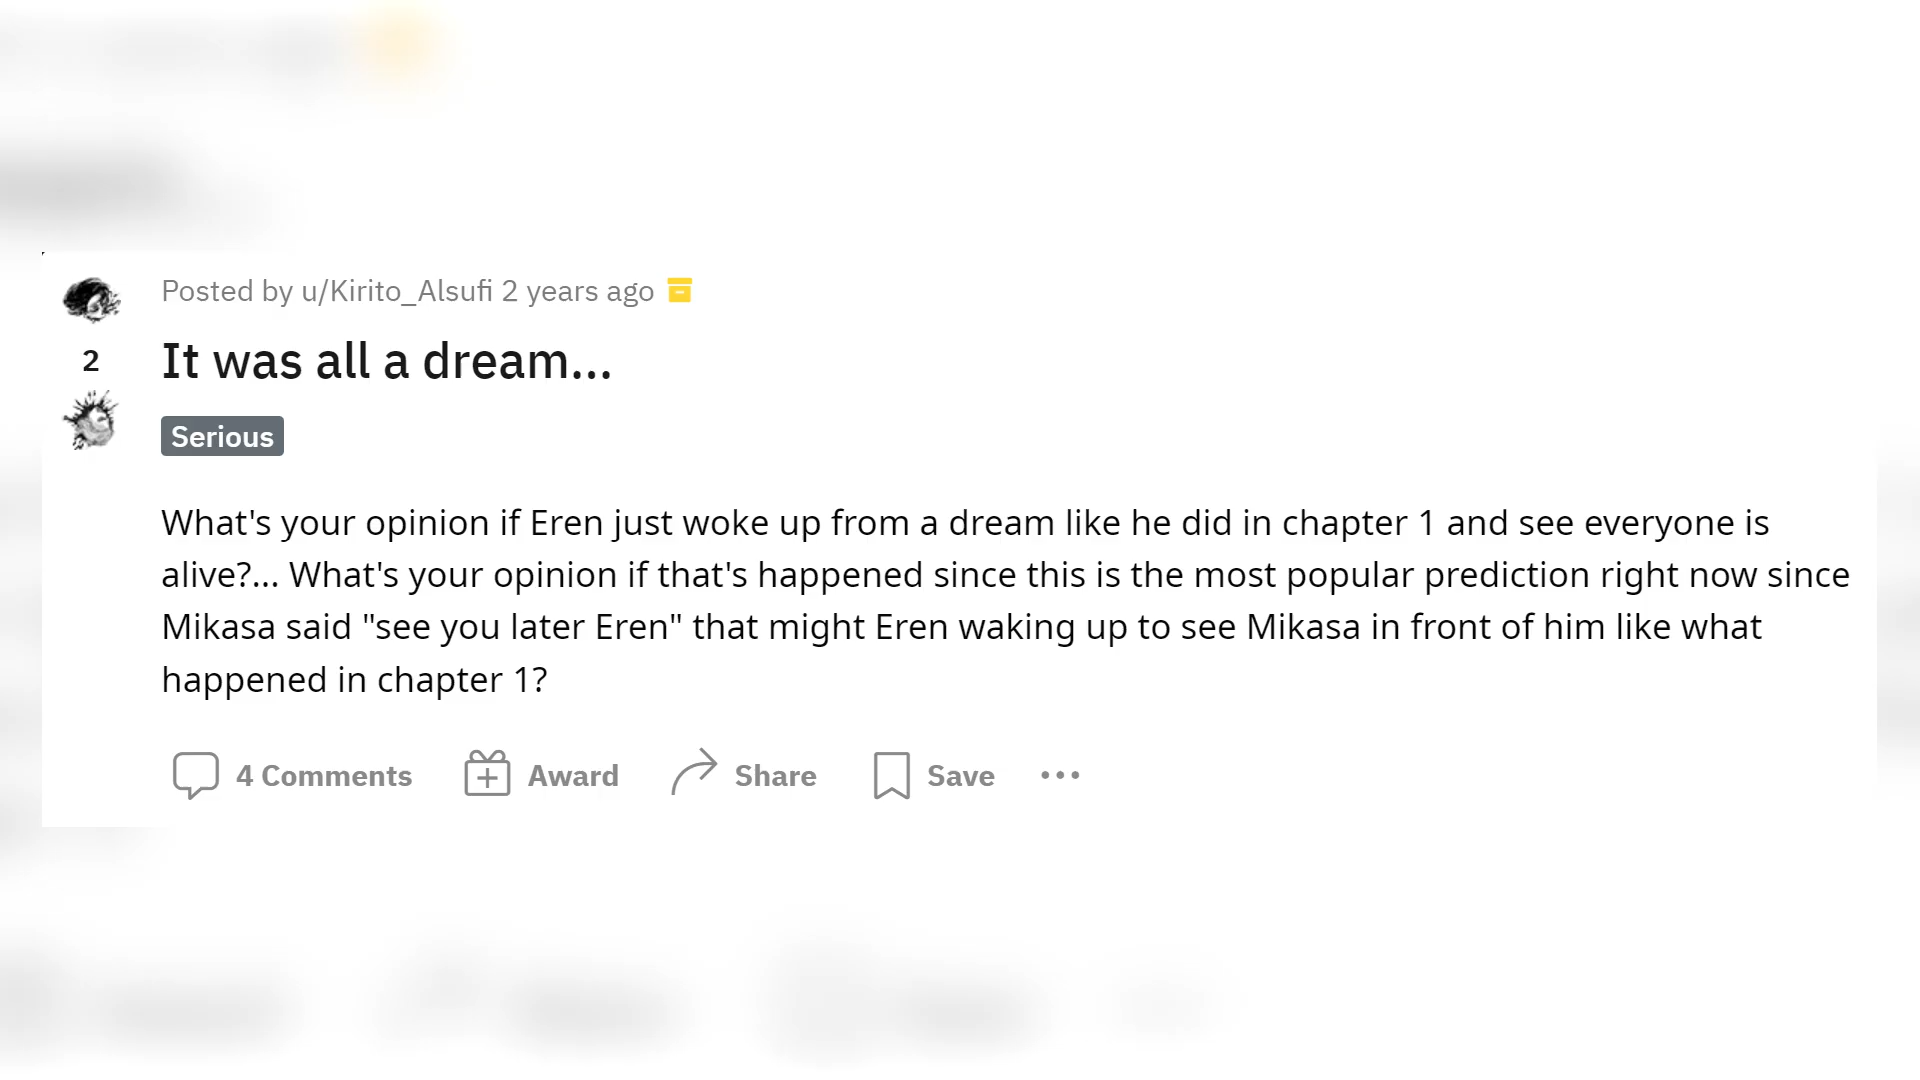 Posted by u/Kirito_Alsufi 2 years ago
2
It was all a dream...
Serious
What's your opinion if Eren just woke up from a dream like he did in chapter 1 and see everyone is
alive?... What's your opinion if that's happened since this is the most popular prediction right now since
Mikasa said "see you later Eren" that might Eren waking up to see Mikasa in front of him like what
happened in chapter 1?
4 Comments Award Share Save